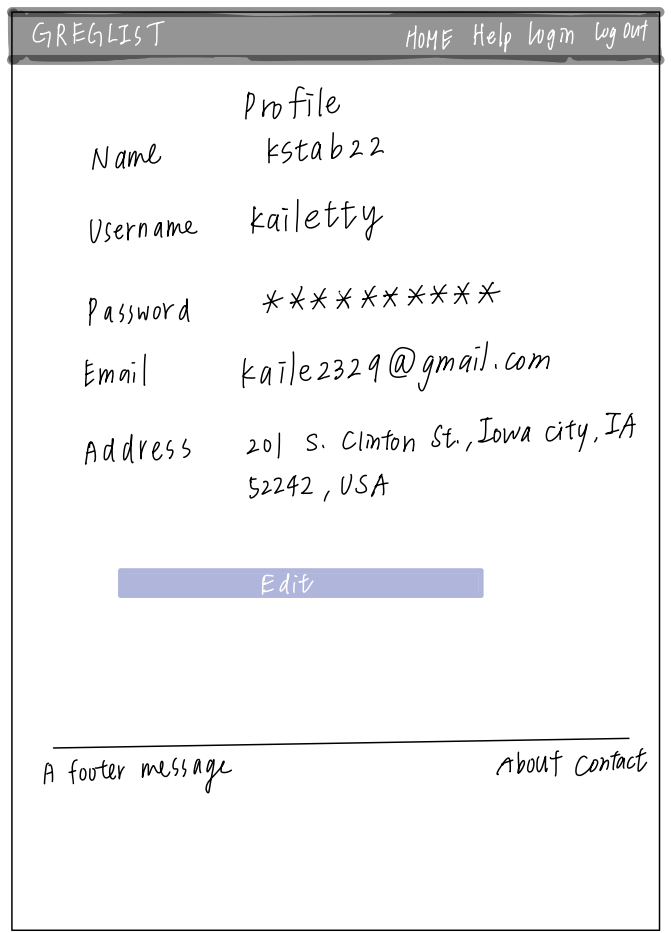 GREGLIST HOME Help login Log Out
Profile
Name kstab22
Username kailetty
Password **********
Email kaile2329@gmail.com
Address 201 S. Clinton St., Iowa city, IA
52242, USA
Edit
A footer message About Contact